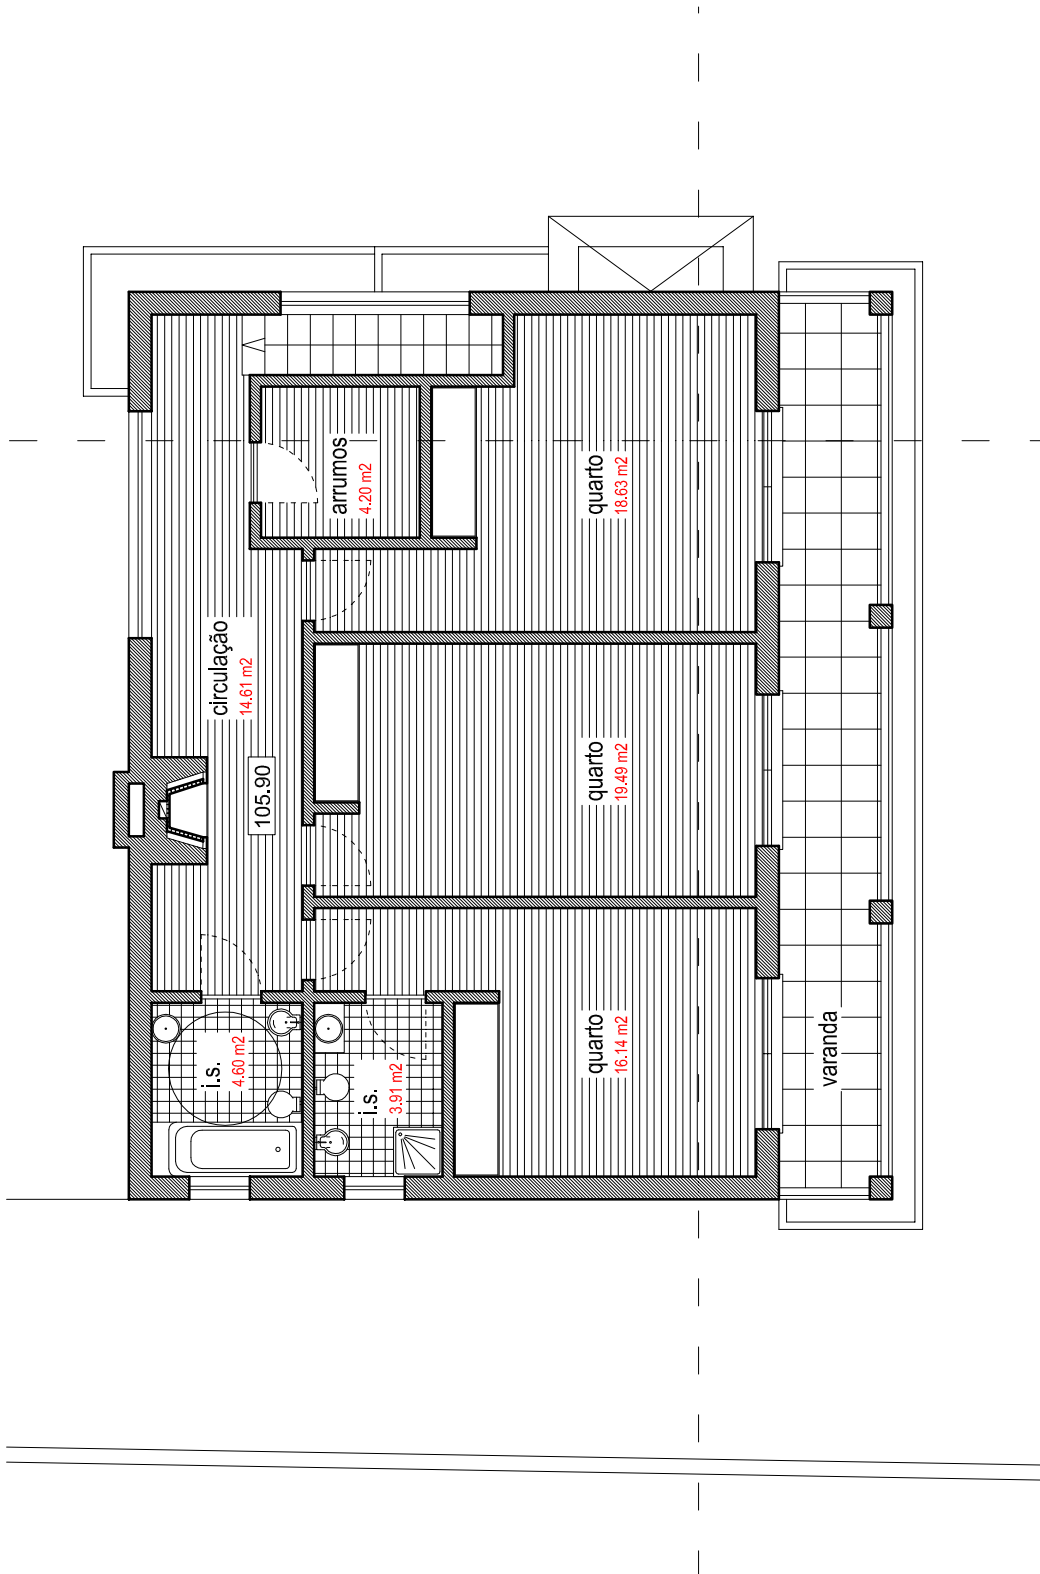 i.s.
4.60 m2
circulação
14.61 m2
105.90
arrumos
4.20 m2
i.s.
3.91 m2
quarto
16.14 m2
quarto
19.49 m2
quarto
18.63 m2
varanda